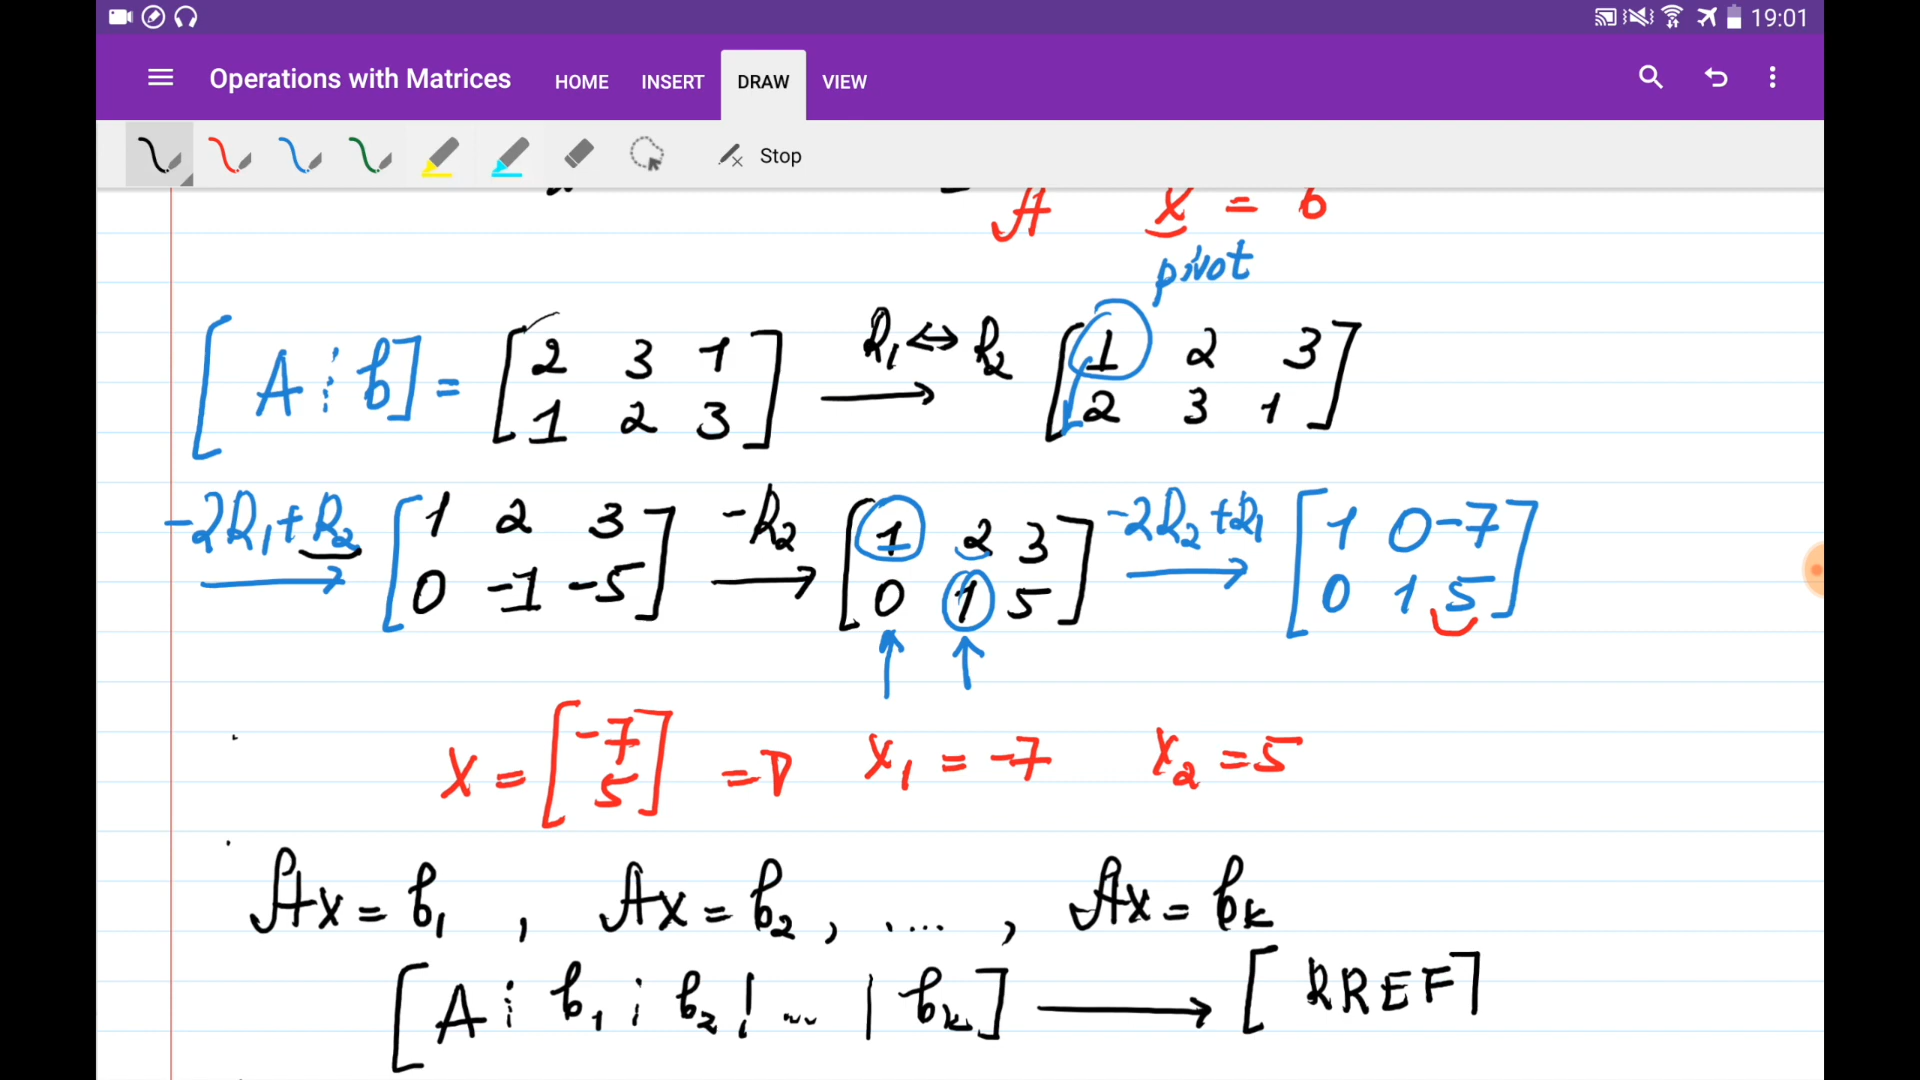 19:01
Operations with Matrices HOME INSERT DRAW VIEW
Stop
A x = b
pivot
[A ⋮ b] = [2 3 1; 1 2 3] R₁ ↔ R₂ → [1 2 3; 2 3 1]
-2R₁+R₂ → [1 2 3; 0 -1 -5] -R₂ → [1 2 3; 0 1 5] -2R₂+R₁ → [1 0 -7; 0 1 5]
x = [-7; 5] ⇒ x₁ = -7 x₂ = 5
Ax = b₁ , Ax = b₂ , .... , Ax = bₖ
[A ⋮ b₁ ⋮ b₂ ¦ ... | bₖ] → [RREF]